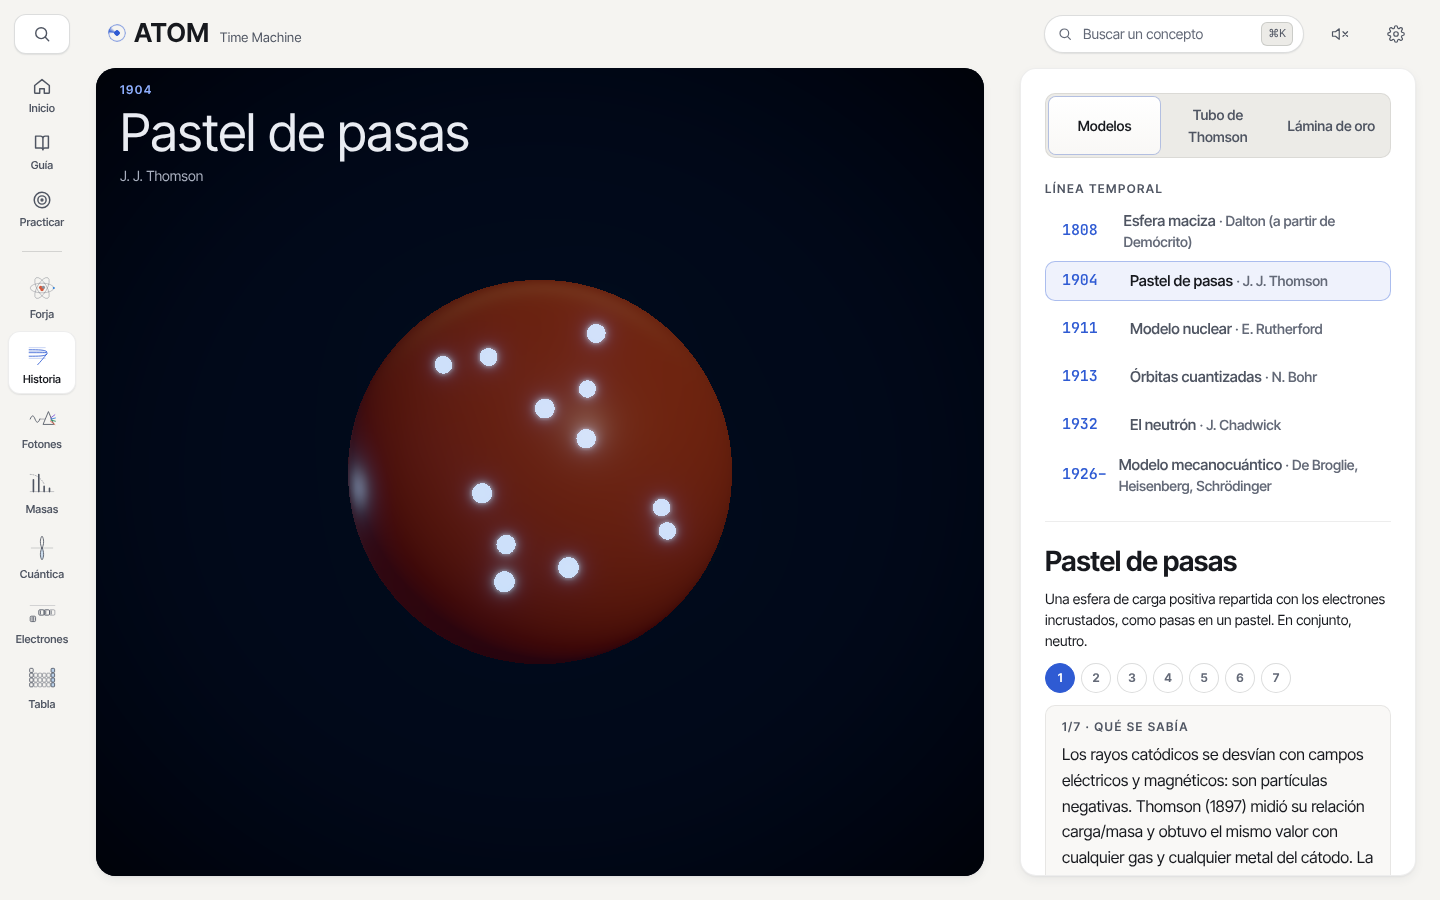 ATOM Time Machine
Buscar un concepto ⌘K
Inicio
Guía
Practicar
Forja
Historia
Fotones
Masas
Cuántica
Electrones
Tabla
1904
Pastel de pasas
J. J. Thomson
Modelos
Tubo de
Thomson
Lámina de oro
LÍNEA TEMPORAL
1808 Esfera maciza · Dalton (a partir de
Demócrito)
1904 Pastel de pasas · J. J. Thomson
1911 Modelo nuclear · E. Rutherford
1913 Órbitas cuantizadas · N. Bohr
1932 El neutrón · J. Chadwick
1926– Modelo mecanocuántico · De Broglie,
Heisenberg, Schrödinger
Pastel de pasas
Una esfera de carga positiva repartida con los electrones
incrustados, como pasas en un pastel. En conjunto,
neutro.
1 2 3 4 5 6 7
1/7 · QUÉ SE SABÍA
Los rayos catódicos se desvían con campos
eléctricos y magnéticos: son partículas
negativas. Thomson (1897) midió su relación
carga/masa y obtuvo el mismo valor con
cualquier gas y cualquier metal del cátodo. La